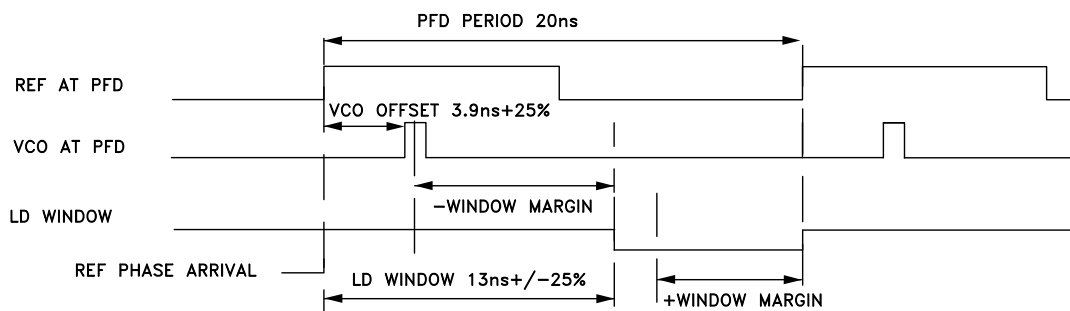 PFD PERIOD 20ns
REF AT PFD
VCO OFFSET 3.9ns+25%
VCO AT PFD
-WINDOW MARGIN
LD WINDOW
REF PHASE ARRIVAL
LD WINDOW 13ns+/-25%
+WINDOW MARGIN